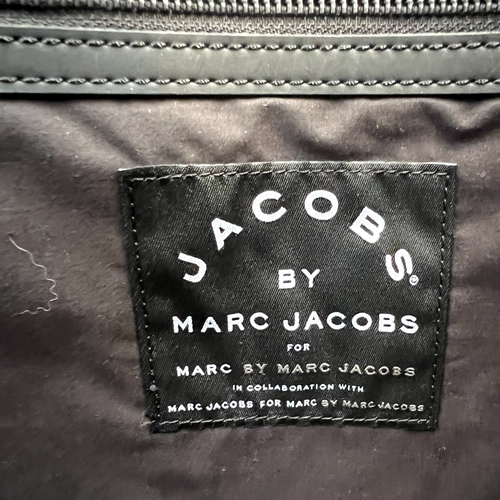 JACOBS
BY
MARC JACOBS
FOR
MARC BY MARC JACOBS
IN COLLABORATION WITH
MARC JACOBS FOR MARC BY MARC JACOBS